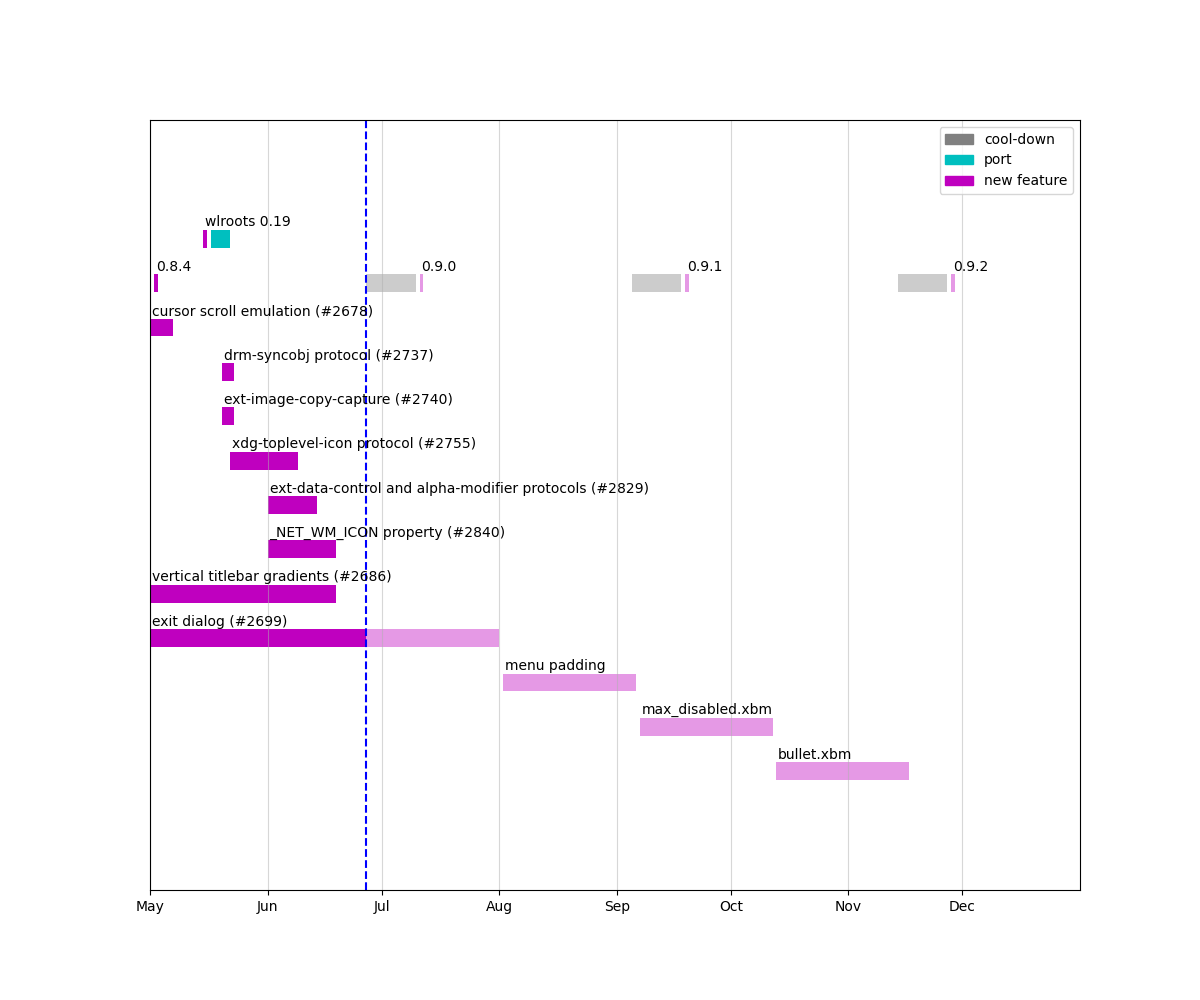 cool-down
port
new feature
wlroots 0.19
0.8.4
0.9.0
0.9.1
0.9.2
cursor scroll emulation (#2678)
drm-syncobj protocol (#2737)
ext-image-copy-capture (#2740)
xdg-toplevel-icon protocol (#2755)
ext-data-control and alpha-modifier protocols (#2829)
_NET_WM_ICON property (#2840)
vertical titlebar gradients (#2686)
exit dialog (#2699)
menu padding
max_disabled.xbm
bullet.xbm
May
Jun
Jul
Aug
Sep
Oct
Nov
Dec